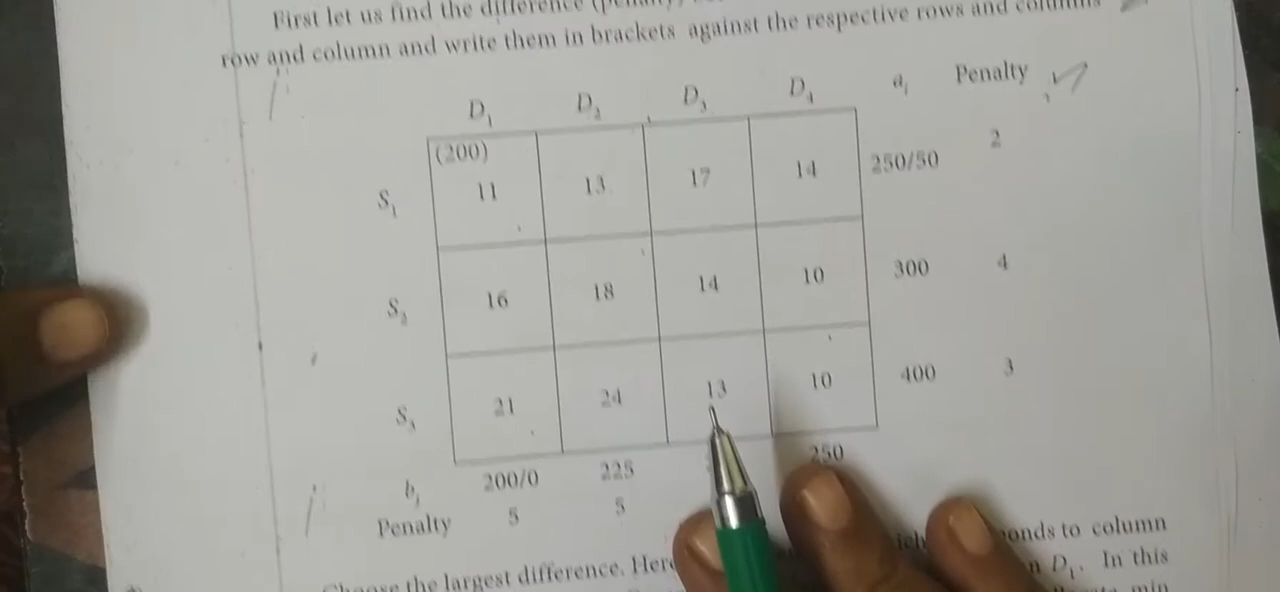 First let us find the difference
row and column and write them in brackets against the respective rows and columns
D₁ D₂ D₃ D₄ aᵢ Penalty
(200)
S₁ 11 13 17 14 250/50 2
S₂ 16 18 14 10 300 4
S₃ 21 24 13 10 400 3
bⱼ 200/0 225 250
Penalty 5 5
Choose the largest difference. Here to column
D₁. In this